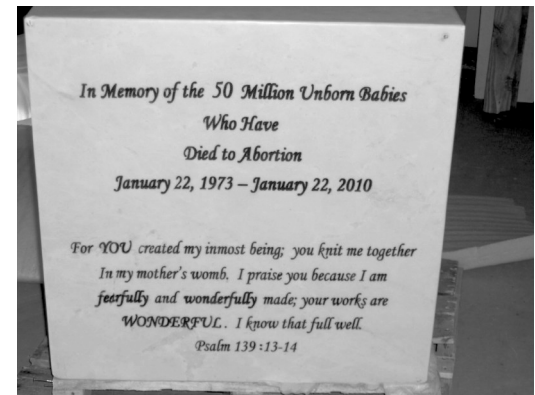 In Memory of the 50 Million Unborn Babies
Who Have
Died to Abortion
January 22, 1973 – January 22, 2010
For YOU created my inmost being; you knit me together
In my mother's womb. I praise you because I am
feerfully and wonderfully made; your works are
WONDERFUL. I know that full well.
Psalm 139:13-14